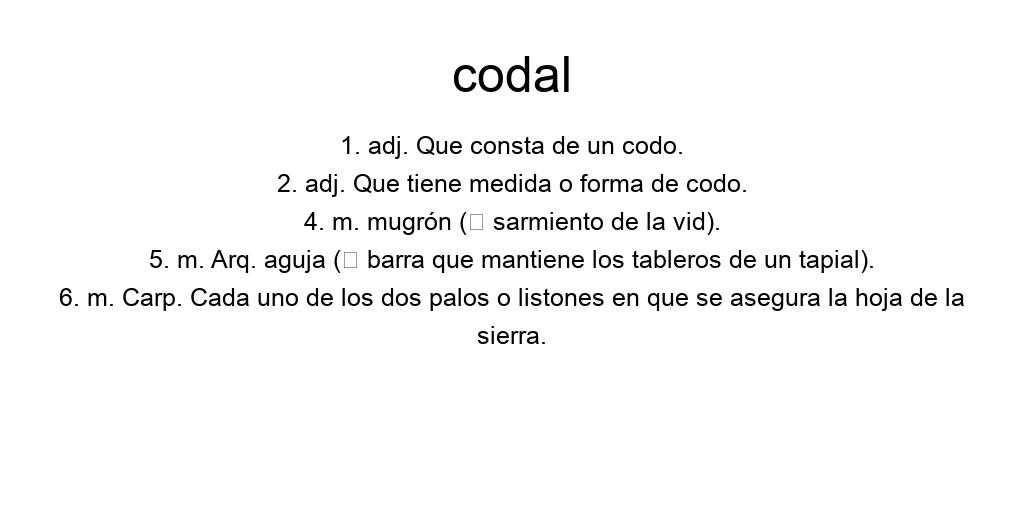 codal
1. adj. Que consta de un codo.
2. adj. Que tiene medida o forma de codo.
4. m. mugrón (□ sarmiento de la vid).
5. m. Arq. aguja (□ barra que mantiene los tableros de un tapial).
6. m. Carp. Cada uno de los dos palos o listones en que se asegura la hoja de la
sierra.